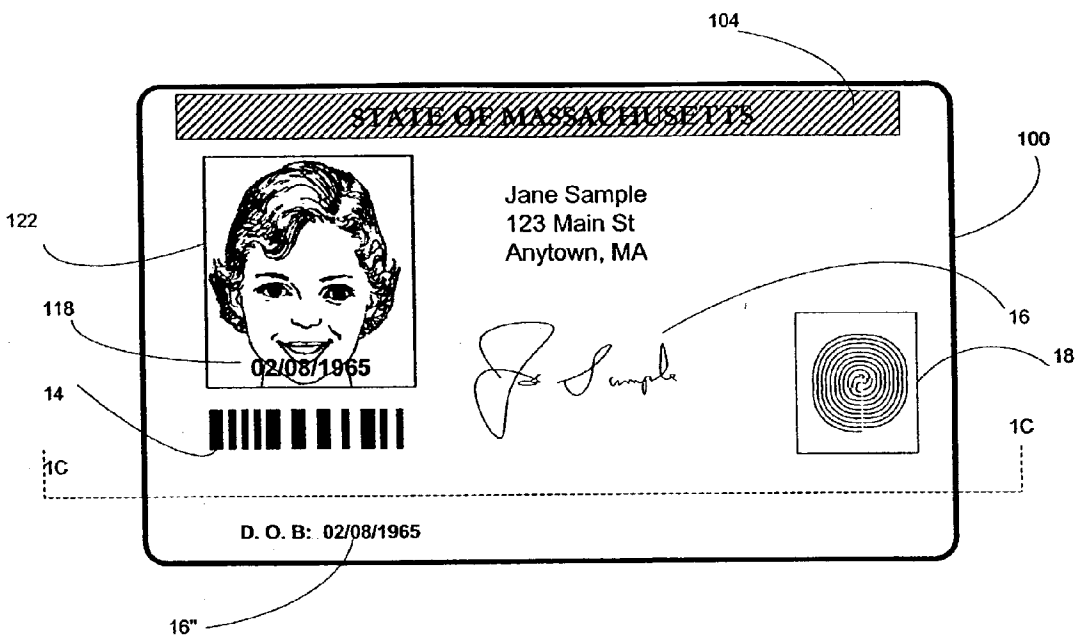 104
STATE OF MASSACHUSETTS
100
Jane Sample
123 Main St
Anytown, MA
122
118
16
02/08/1965
Sample
18
14
1C
1C
D. O. B: 02/08/1965
16"